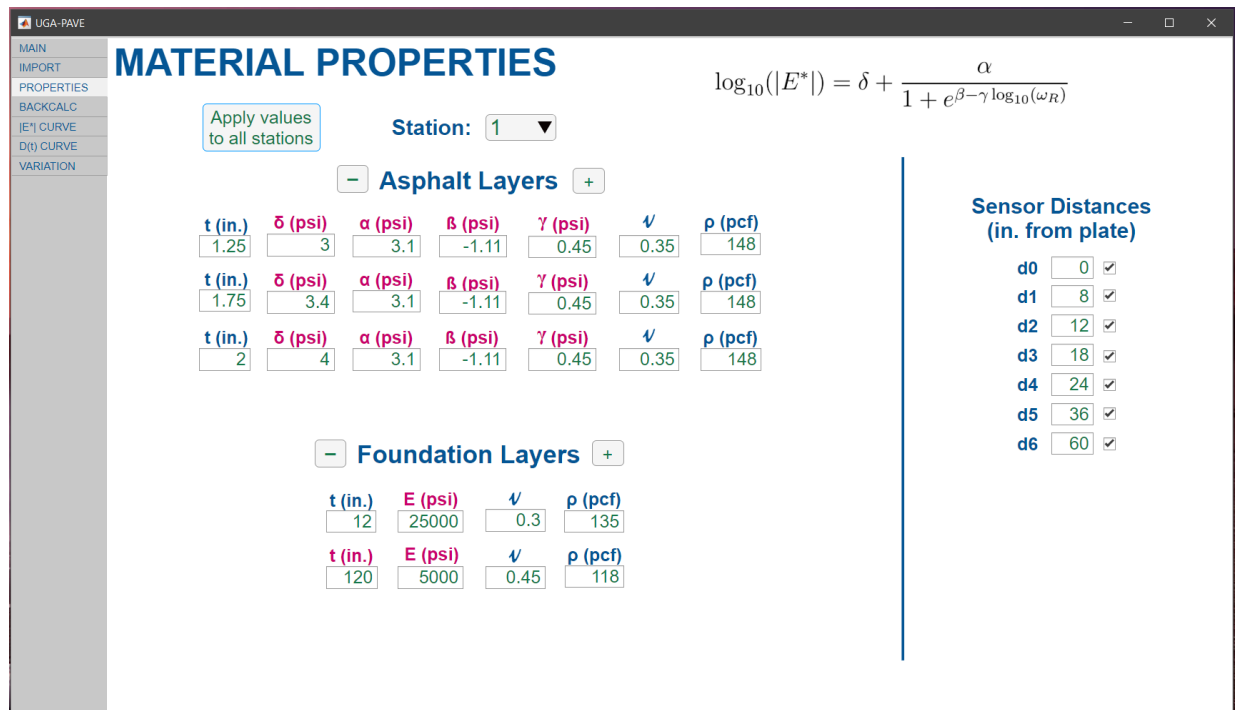 UGA-PAVE
MAIN
IMPORT
PROPERTIES
BACKCALC
|E*| CURVE
D(t) CURVE
VARIATION
MATERIAL PROPERTIES
log₁₀(|E*|) = δ + α / (1 + e^(β−γ log₁₀(ω_R)))
Apply values
to all stations
Station: 1
− Asphalt Layers +
t (in.) δ (psi) α (psi) ß (psi) γ (psi) ν ρ (pcf)
1.25 3 3.1 -1.11 0.45 0.35 148
t (in.) δ (psi) α (psi) ß (psi) γ (psi) ν ρ (pcf)
1.75 3.4 3.1 -1.11 0.45 0.35 148
t (in.) δ (psi) α (psi) ß (psi) γ (psi) ν ρ (pcf)
2 4 3.1 -1.11 0.45 0.35 148
− Foundation Layers +
t (in.) E (psi) ν ρ (pcf)
12 25000 0.3 135
t (in.) E (psi) ν ρ (pcf)
120 5000 0.45 118
Sensor Distances
(in. from plate)
d0 0
d1 8
d2 12
d3 18
d4 24
d5 36
d6 60